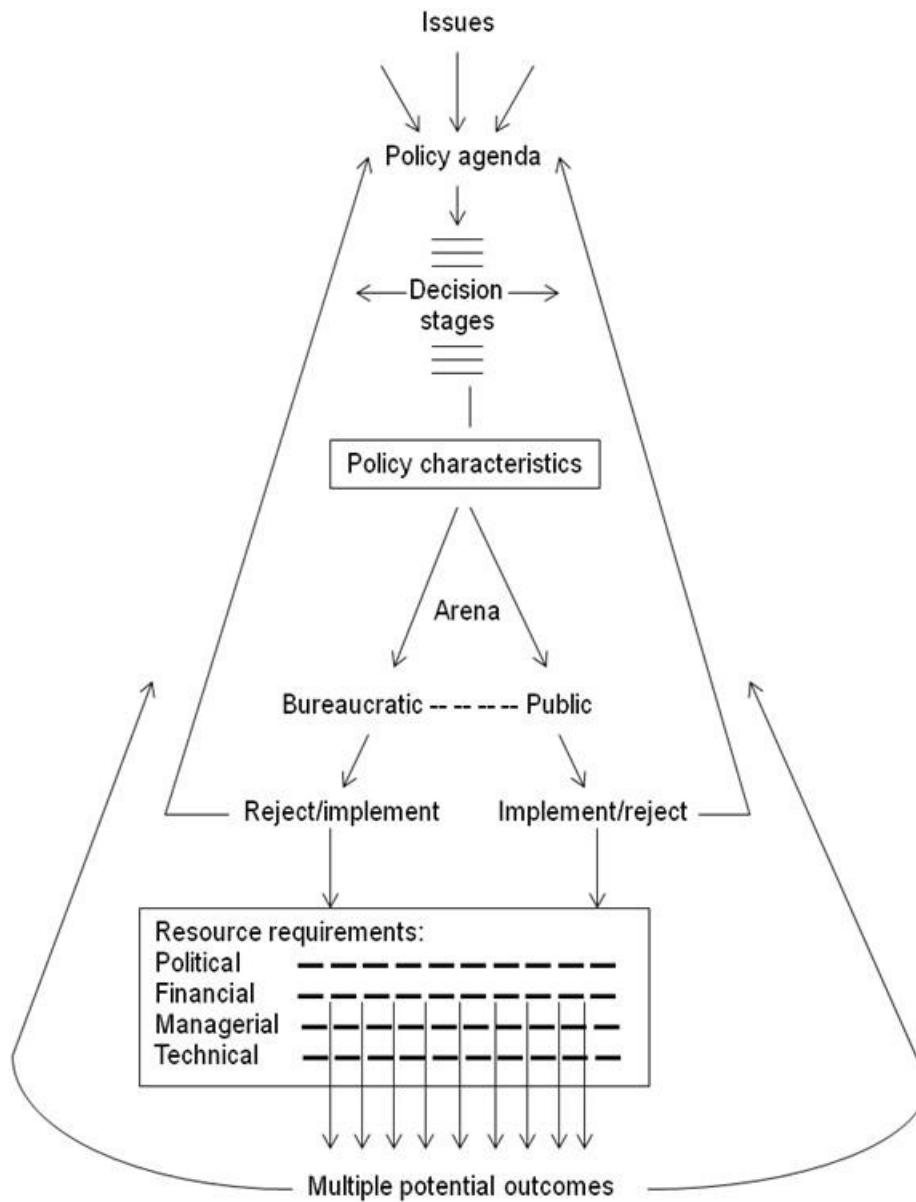 Issues
Policy agenda
Decision
stages
Policy characteristics
Arena
Bureaucratic -- -- -- -- Public
Reject/implement Implement/reject
Resource requirements:
Political
Financial
Managerial
Technical
Multiple potential outcomes